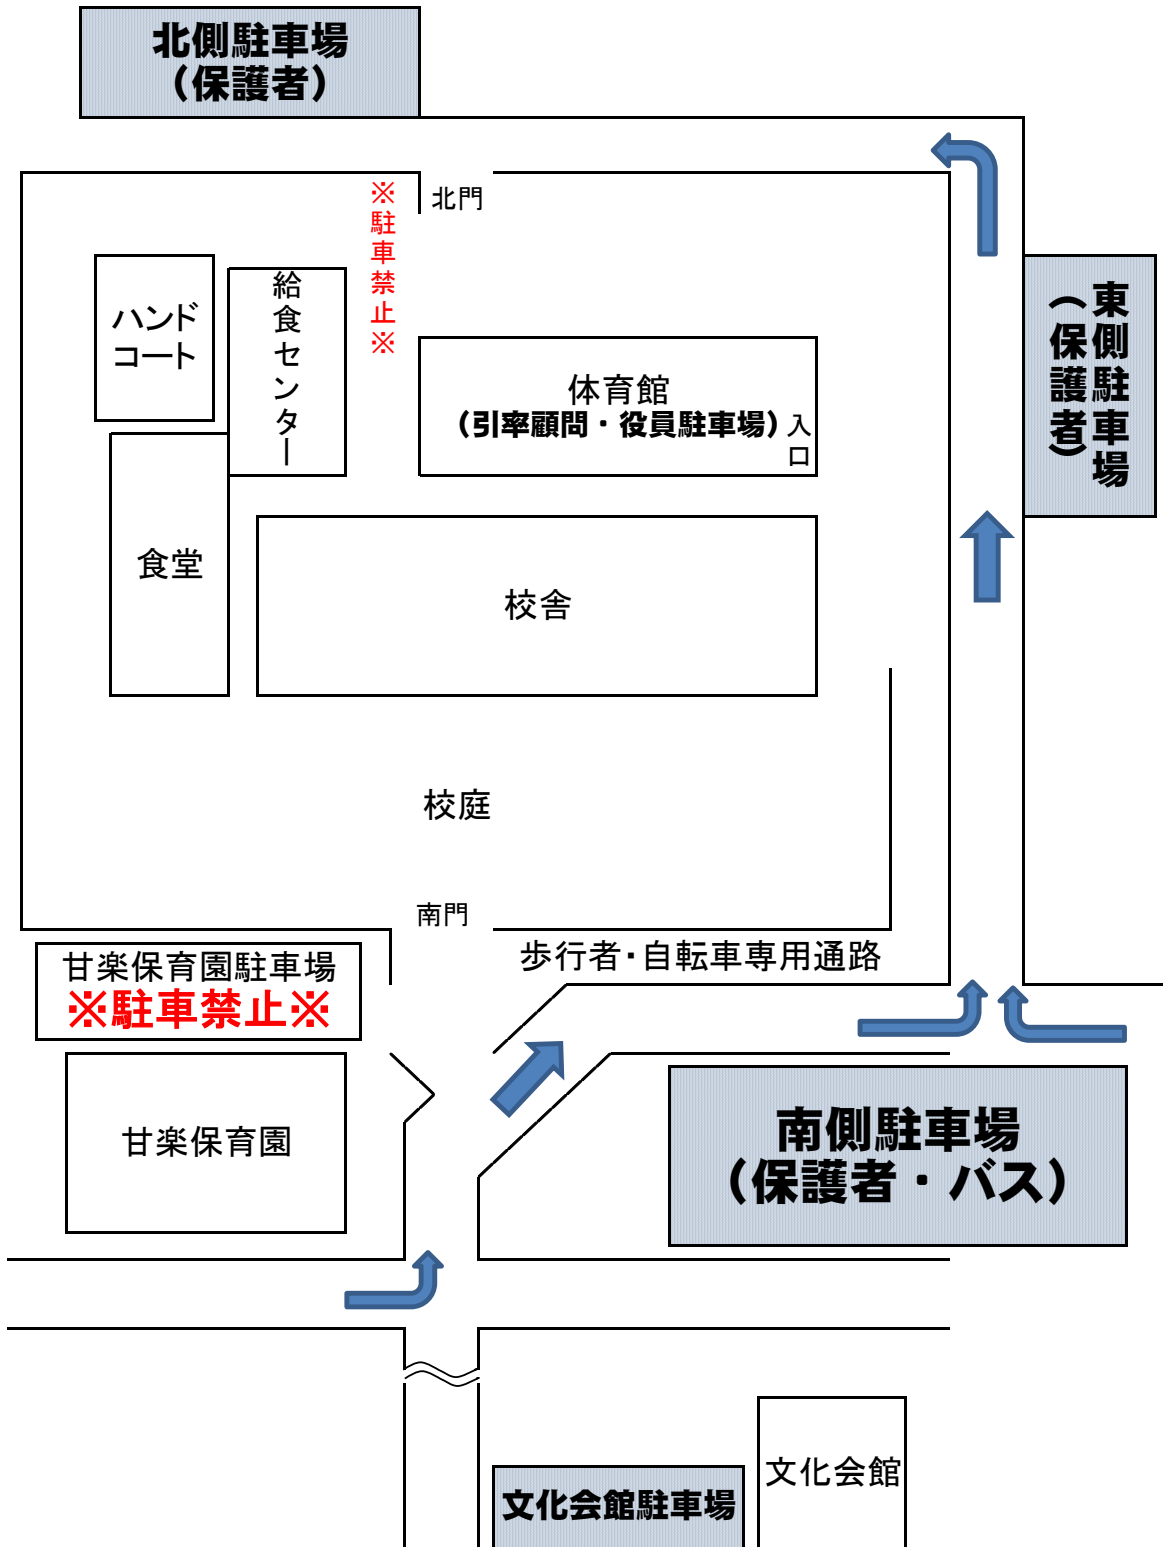 北側駐車場
（保護者）
北門
※駐車禁止※
ハンド
コート
給食センター
体育館
（引率顧問・役員駐車場）
入口
東側駐車場
（保護者）
食堂
校舎
校庭
南門
歩行者・自転車専用通路
甘楽保育園駐車場
※駐車禁止※
甘楽保育園
南側駐車場
（保護者・バス）
文化会館
文化会館駐車場